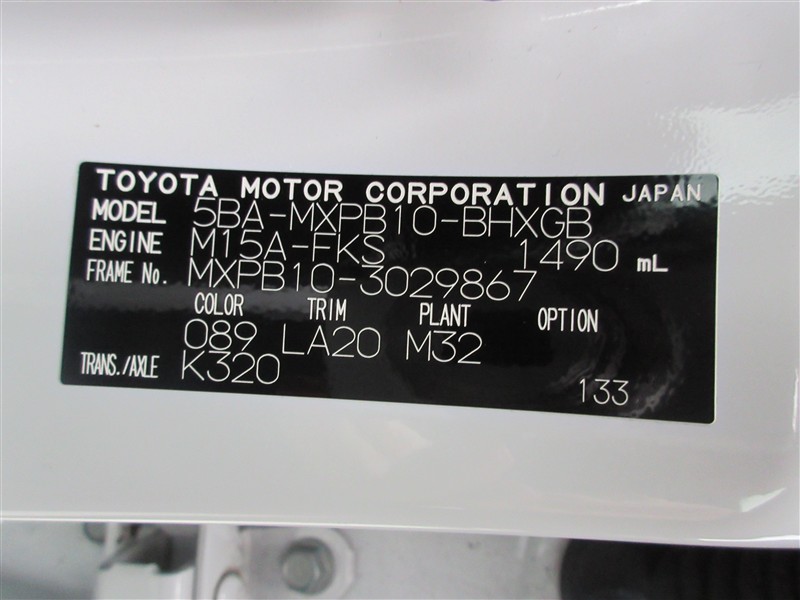 TOYOTA MOTOR CORPORATION JAPAN
MODEL 5BA-MXPB10-BHXGB
ENGINE M15A-FKS 1490 mL
FRAME No. MXPB10-3029867
COLOR TRIM PLANT OPTION
089 LA20 M32
TRANS./AXLE K320
133